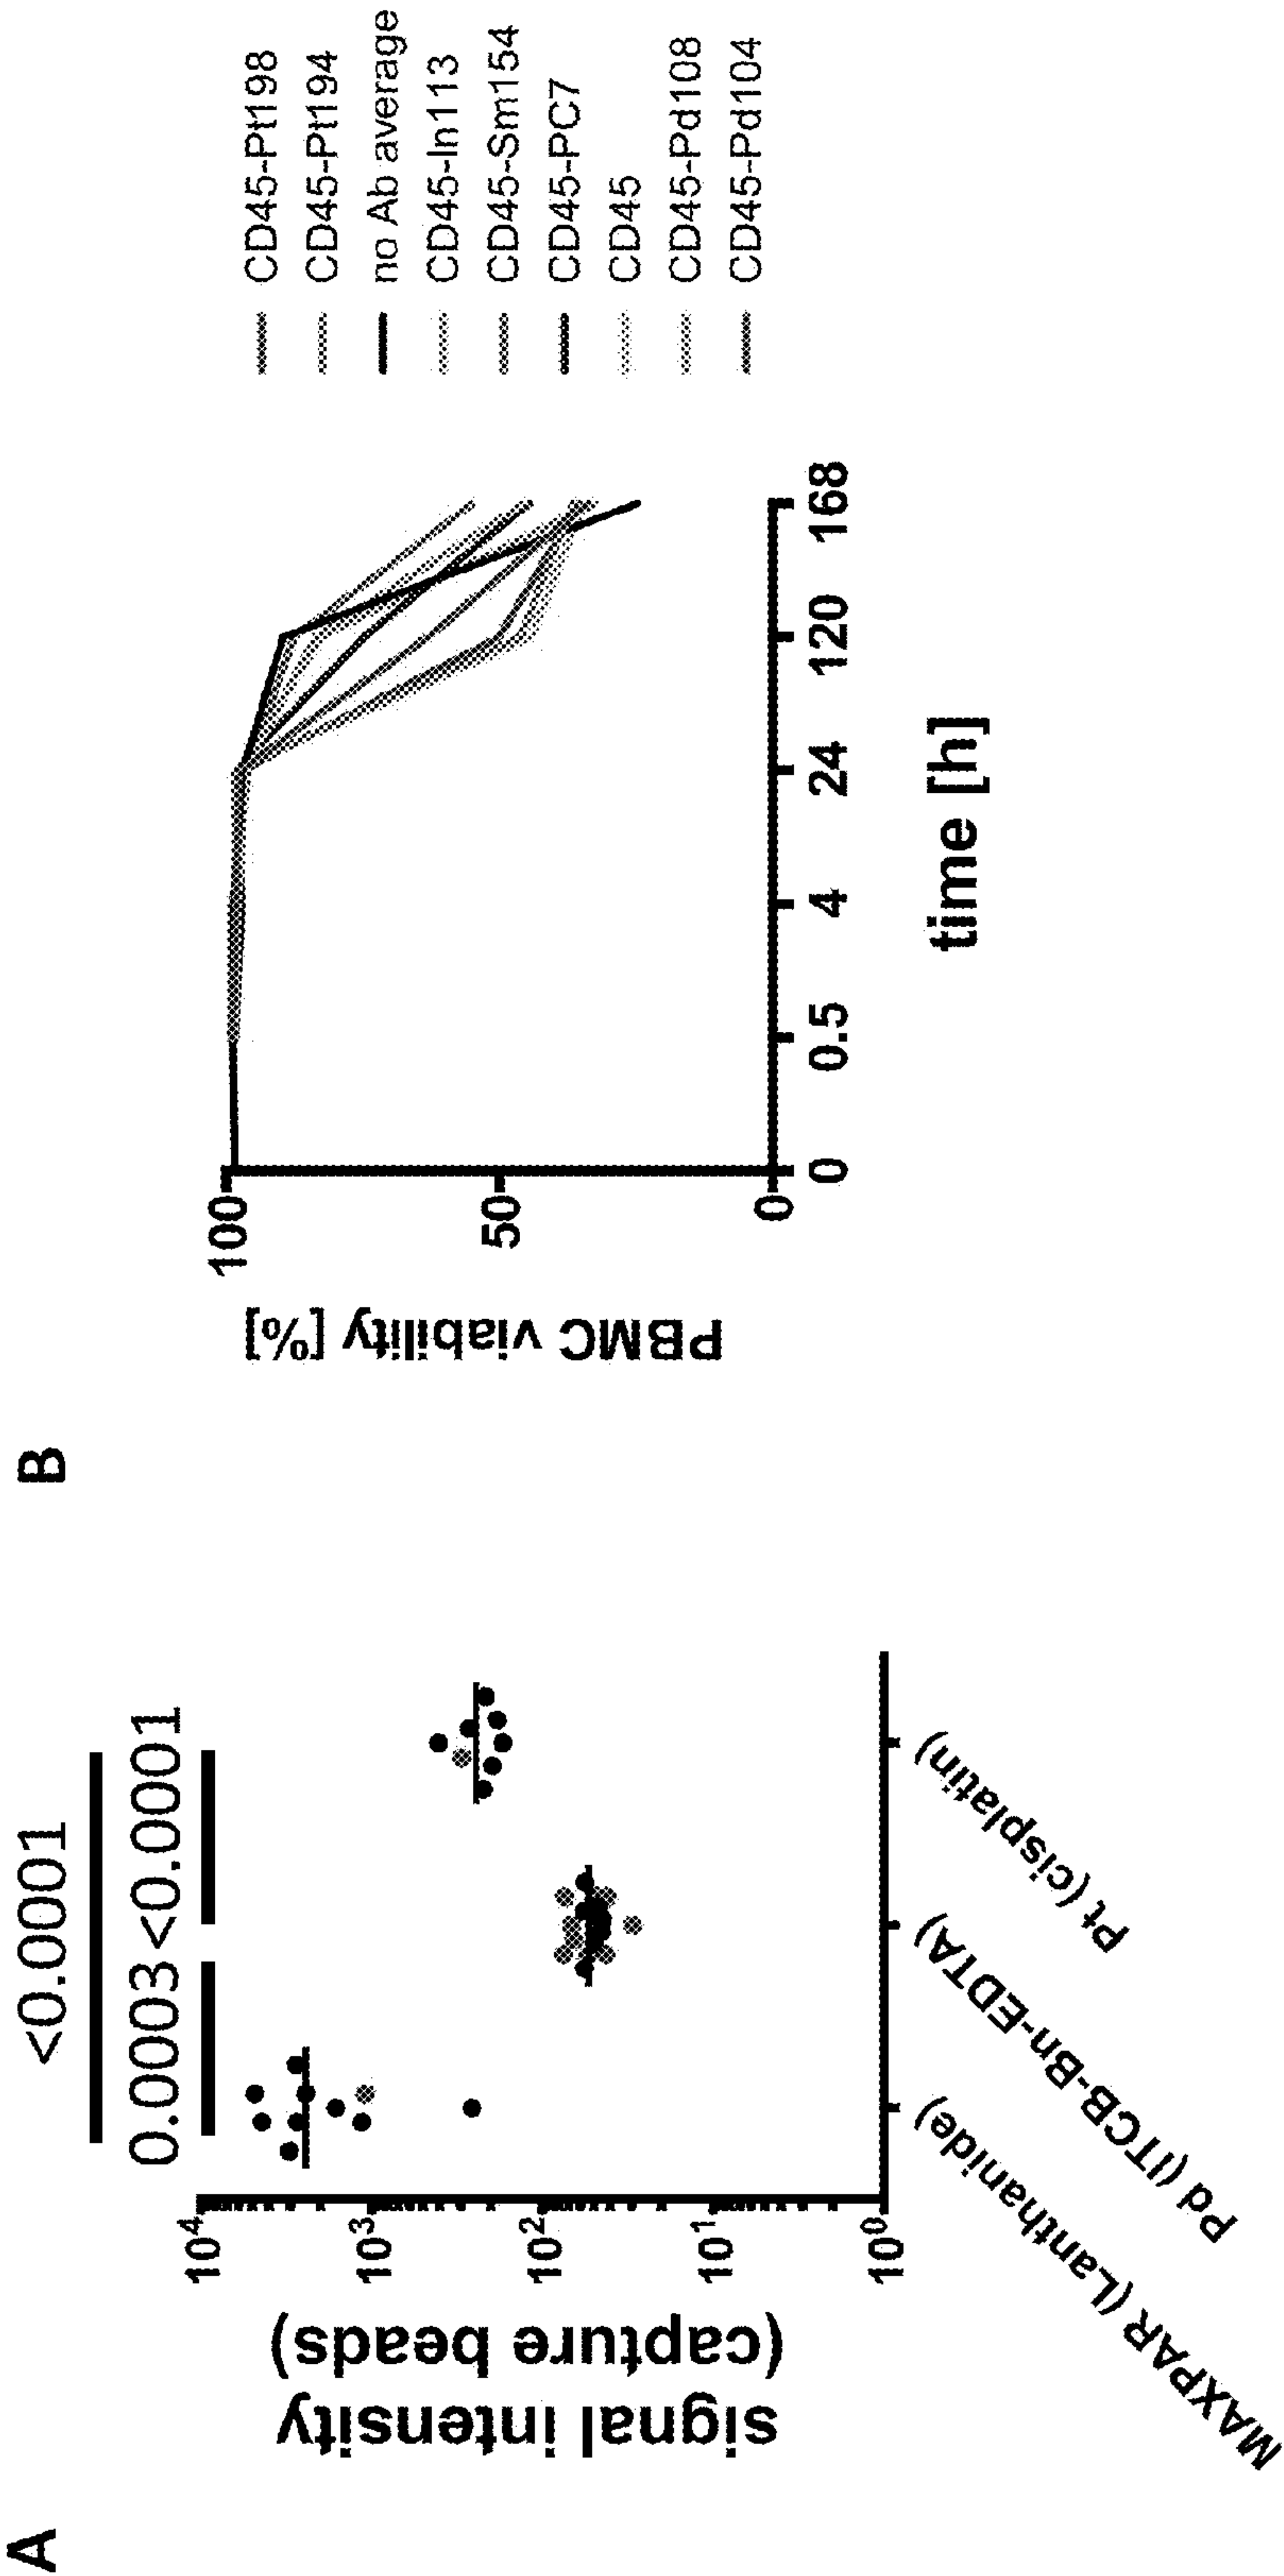 A
<0.0001
0.0003 <0.0001
10⁴
10³
10²
10¹
10⁰
signal intensity
(capture beads)
MAXPAR (Lanthanide)
Pd (ITCB-Bn-EDTA)
Pt (cisplatin)
B
100
50
0
PBMC viability [%]
0 0.5 4 24 120 168
time [h]
CD45-Pt198
CD45-Pt194
no Ab average
CD45-In113
CD45-Sm154
CD45-PC7
CD45
CD45-Pd108
CD45-Pd104